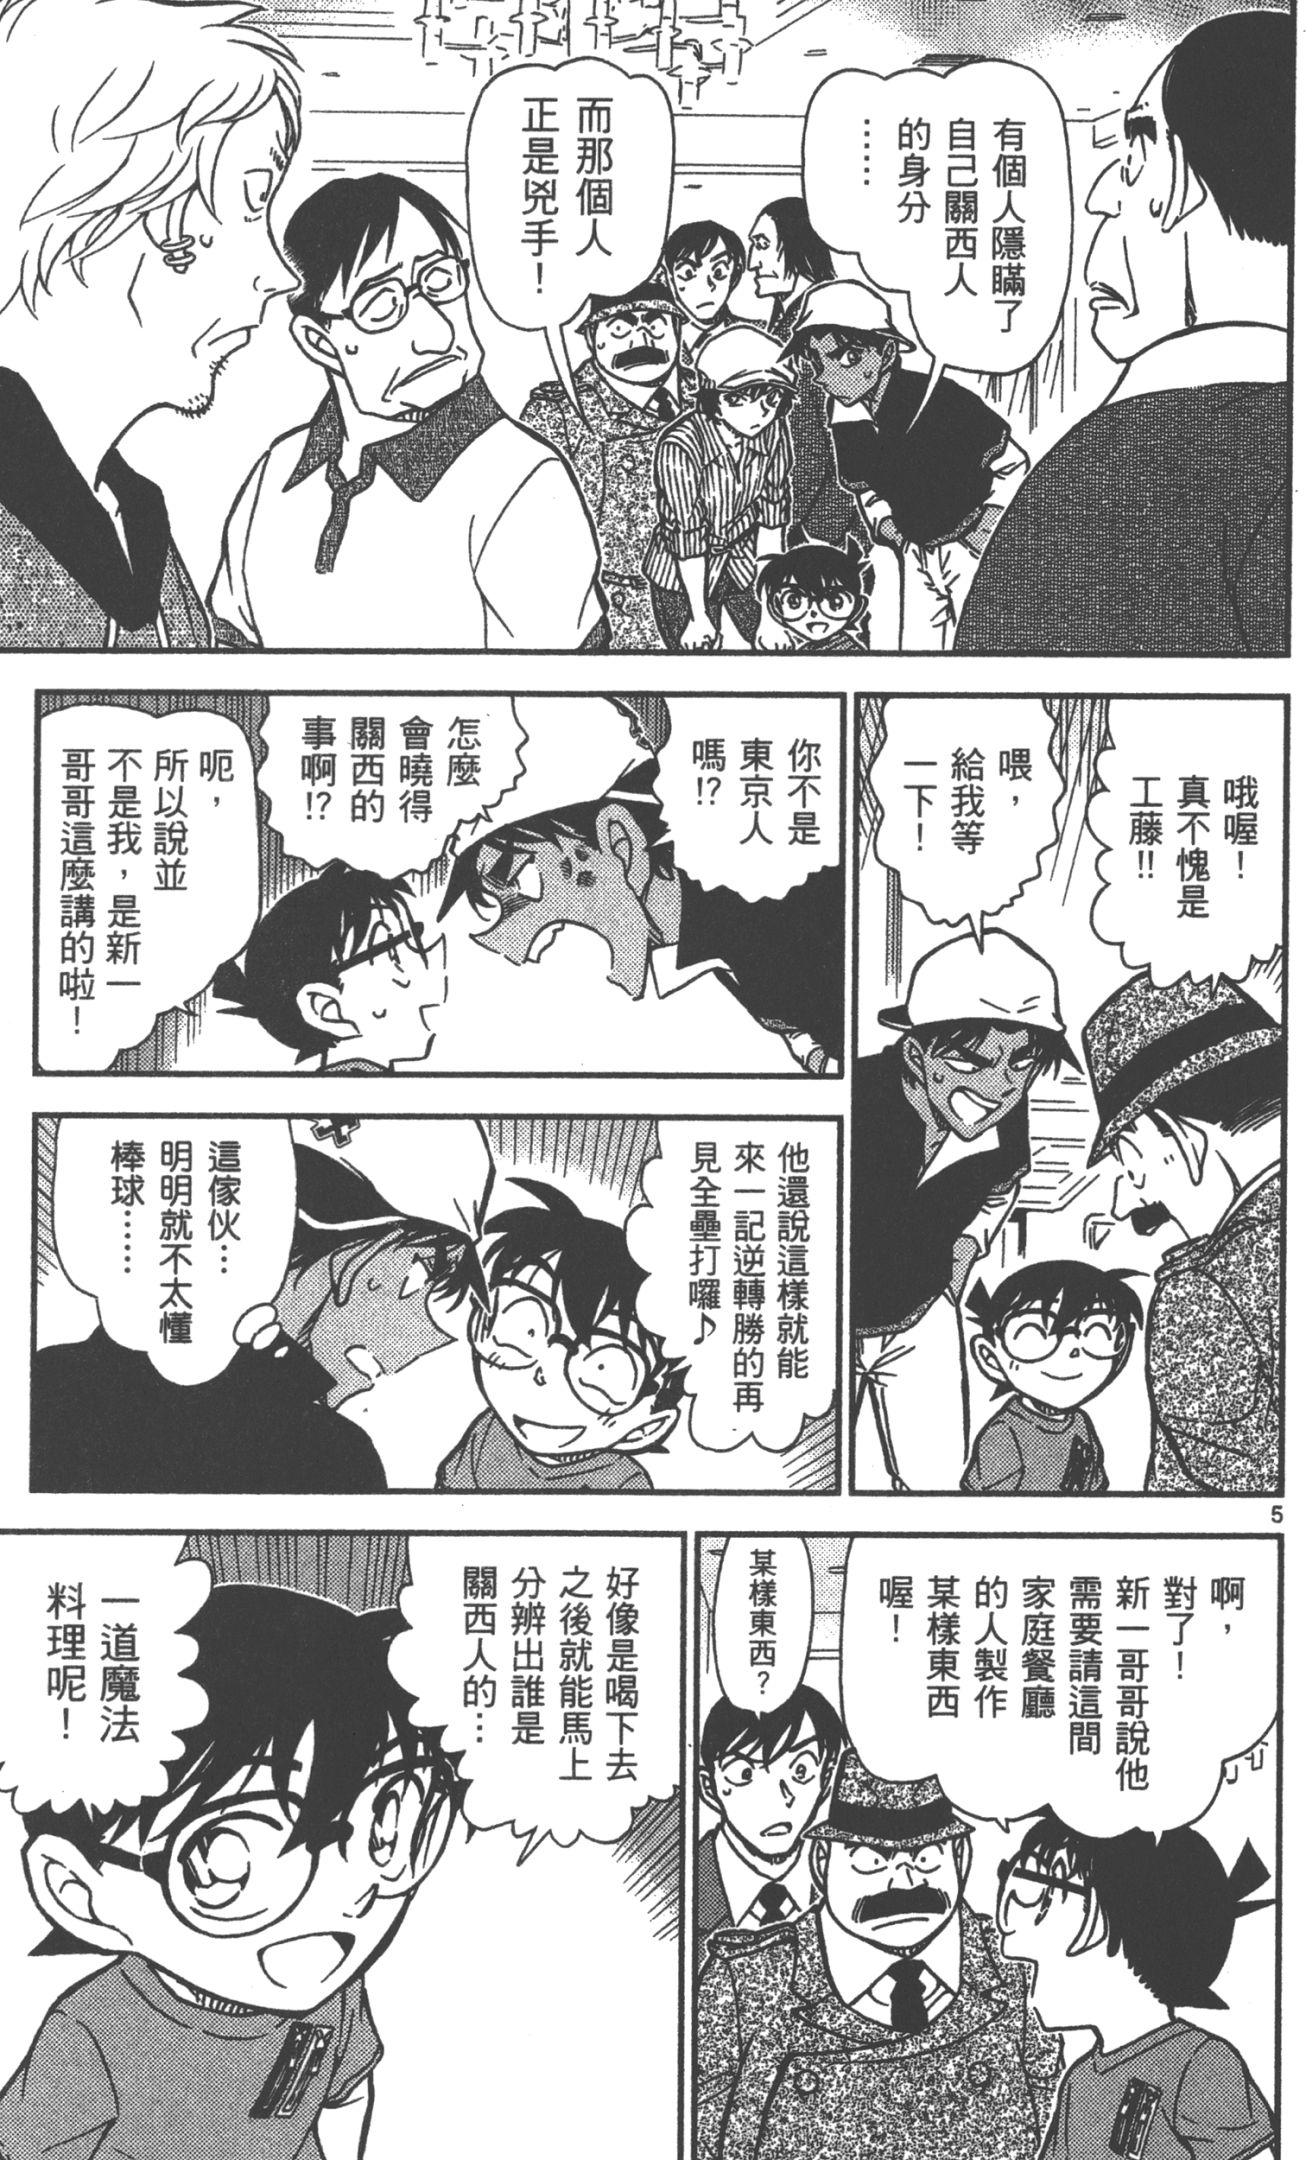 有個人隱瞞了
自己關西人
的身分
……
而那個人
正是兇手！
哦喔！
真不愧是
工藤!!
喂，
給我等
一下！
你不是
東京人
嗎!?
怎麼
會曉得
關西的
事啊!?
呃，
所以說並
不是我，是新一
哥哥這麼講的啦！
他還說這樣就能
來一記逆轉勝的再
見全壘打囉♪
這傢伙…
明明就不太懂
棒球……
5
啊，
對了！
新一哥哥說他
需要請這間
家庭餐廳
的人製作
某樣東西
喔！
某樣東西？
好像是喝下去
之後就能馬上
分辨出誰是
關西人的…
一道魔法
料理呢！